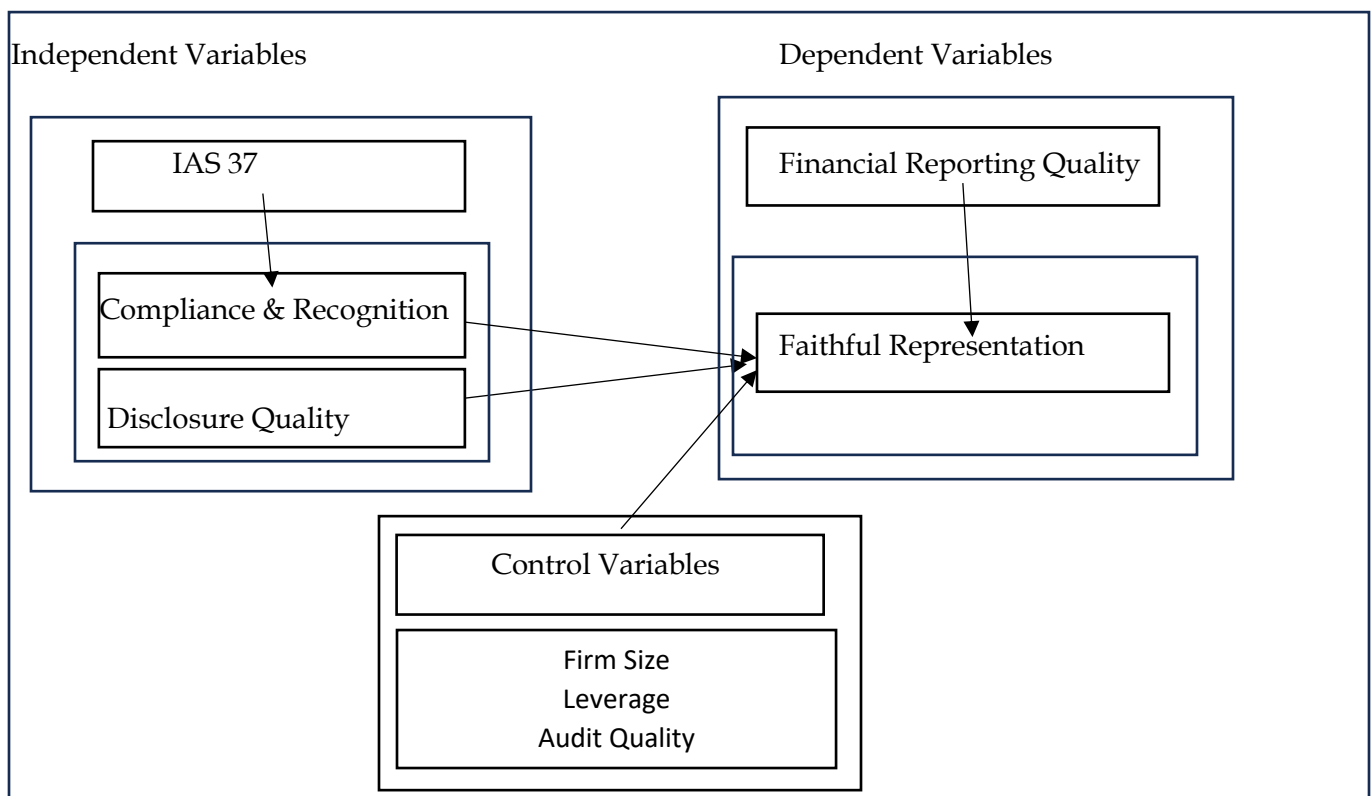 Independent Variables
Dependent Variables
IAS 37
Financial Reporting Quality
Compliance & Recognition
Faithful Representation
Disclosure Quality
Control Variables
Firm Size
Leverage
Audit Quality